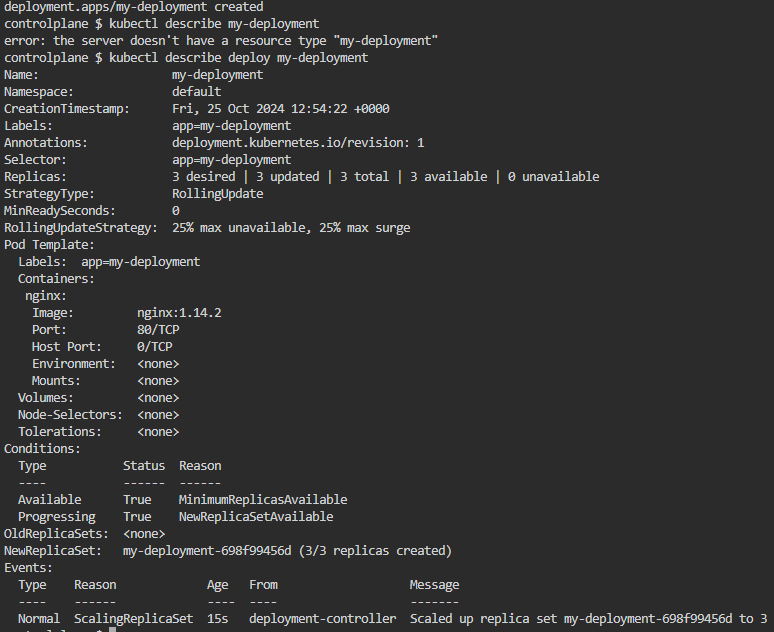 deployment.apps/my-deployment created
controlplane $ kubectl describe my-deployment
error: the server doesn't have a resource type "my-deployment"
controlplane $ kubectl describe deploy my-deployment
Name:                   my-deployment
Namespace:              default
CreationTimestamp:      Fri, 25 Oct 2024 12:54:22 +0000
Labels:                 app=my-deployment
Annotations:            deployment.kubernetes.io/revision: 1
Selector:               app=my-deployment
Replicas:               3 desired | 3 updated | 3 total | 3 available | 0 unavailable
StrategyType:           RollingUpdate
MinReadySeconds:        0
RollingUpdateStrategy:  25% max unavailable, 25% max surge
Pod Template:
  Labels:  app=my-deployment
  Containers:
   nginx:
    Image:         nginx:1.14.2
    Port:          80/TCP
    Host Port:     0/TCP
    Environment:   <none>
    Mounts:        <none>
  Volumes:         <none>
  Node-Selectors:  <none>
  Tolerations:     <none>
Conditions:
  Type           Status  Reason
  ----           ------  ------
  Available      True    MinimumReplicasAvailable
  Progressing    True    NewReplicaSetAvailable
OldReplicaSets:  <none>
NewReplicaSet:   my-deployment-698f99456d (3/3 replicas created)
Events:
  Type    Reason             Age   From                   Message
  ----    ------             ----  ----                   -------
  Normal  ScalingReplicaSet  15s   deployment-controller  Scaled up replica set my-deployment-698f99456d to 3